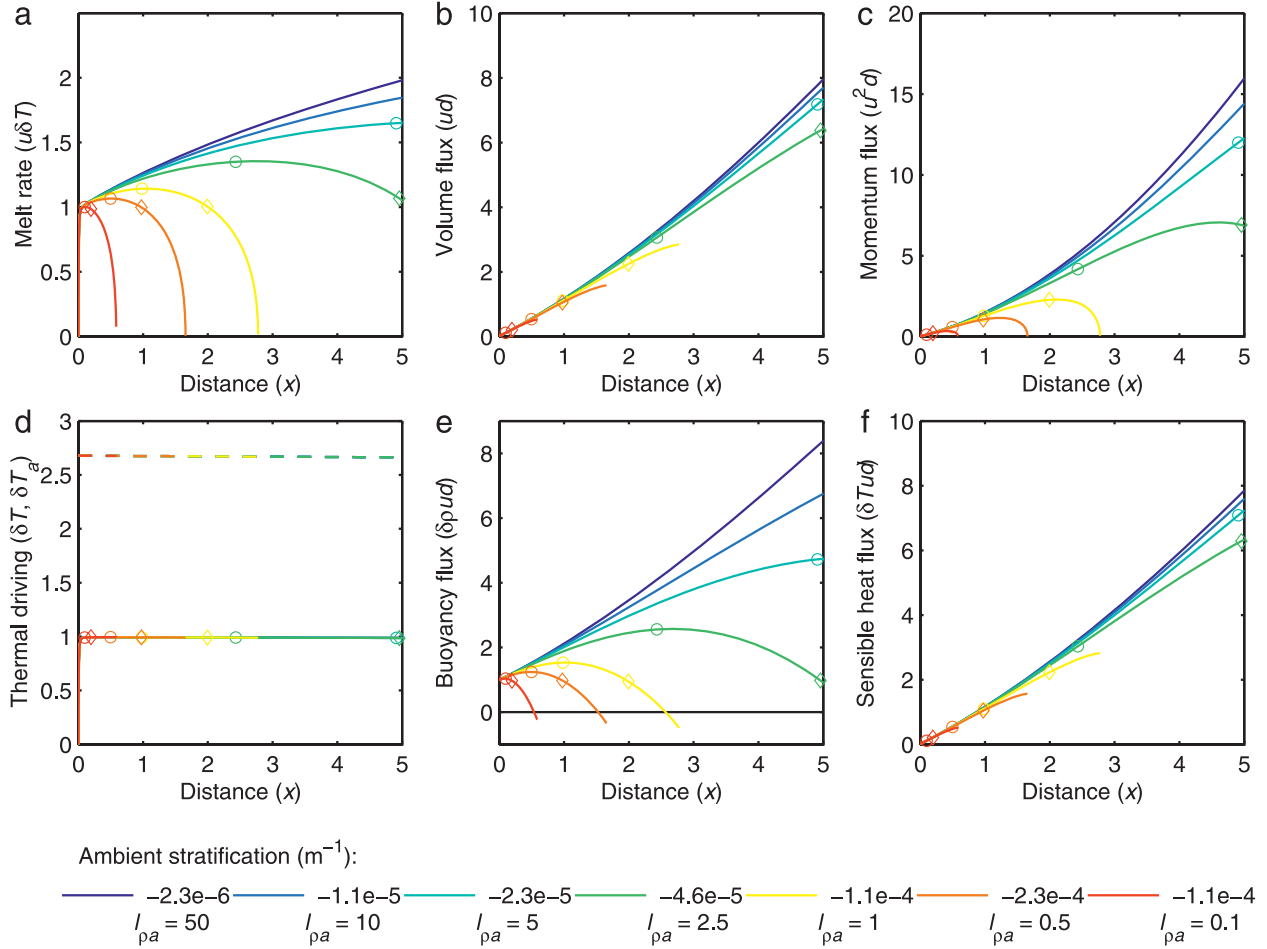 a
Melt rate (uδT)
2
1.5
1
0.5
0
0 1 2 3 4 5
Distance (x)
b
Volume flux (ud)
10
8
6
4
2
0
0 1 2 3 4 5
Distance (x)
c
Momentum flux (u²d)
20
15
10
5
0
0 1 2 3 4 5
Distance (x)
d
Thermal driving (δT, δTₐ)
3
2.5
2
1.5
1
0.5
0
0 1 2 3 4 5
Distance (x)
e
Buoyancy flux (δρud)
8
6
4
2
0
0 1 2 3 4 5
Distance (x)
f
Sensible heat flux (δTud)
10
8
6
4
2
0
0 1 2 3 4 5
Distance (x)
Ambient stratification (m⁻¹):
−2.3e−6 −1.1e−5 −2.3e−5 −4.6e−5 −1.1e−4 −2.3e−4 −1.1e−4
lρa = 50 lρa = 10 lρa = 5 lρa = 2.5 lρa = 1 lρa = 0.5 lρa = 0.1